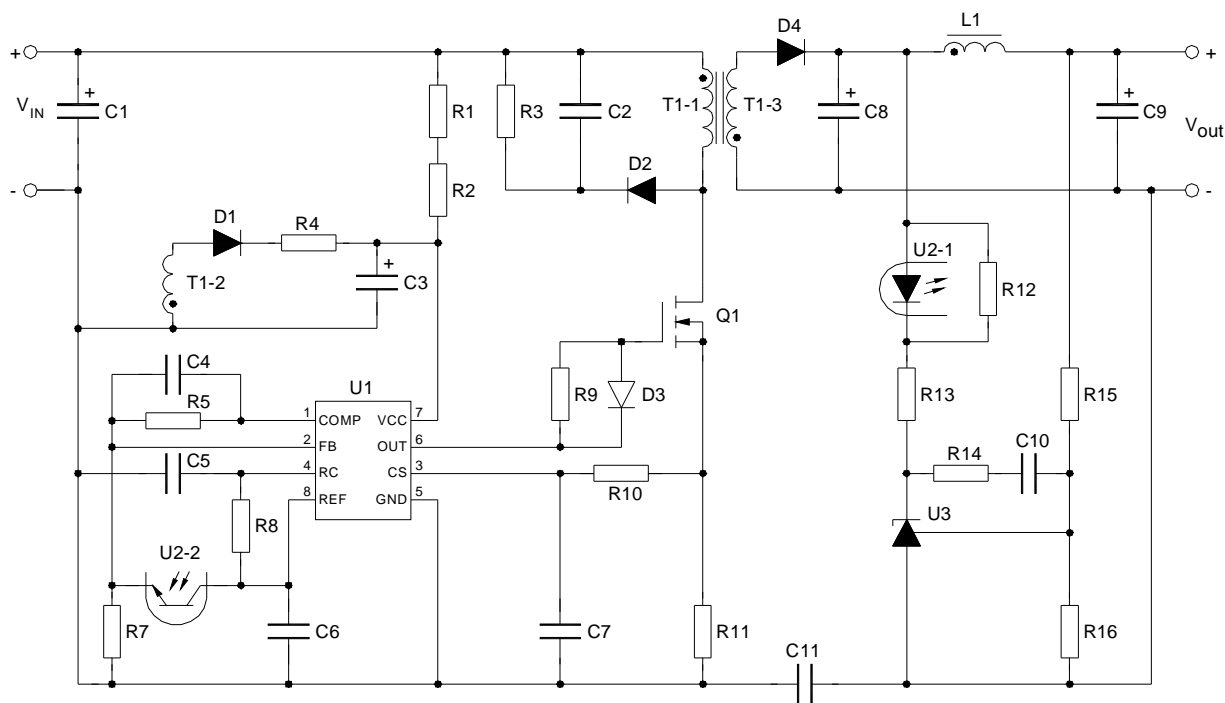 L1
D4
+
+
+
R1
R3
C2
T1-1
T1-3
+
C8
+
C9
V_IN
C1
+
V_out
D2
R2
-
-
D1
R4
+
C3
T1-2
U2-1
R12
Q1
C4
U1
R5
R9
D3
R13
R15
1 COMP VCC 7
2 FB OUT 6
C5
4 RC CS 3
8 REF GND 5
R10
R14
C10
R8
U3
U2-2
R7
C6
C7
R11
R16
C11